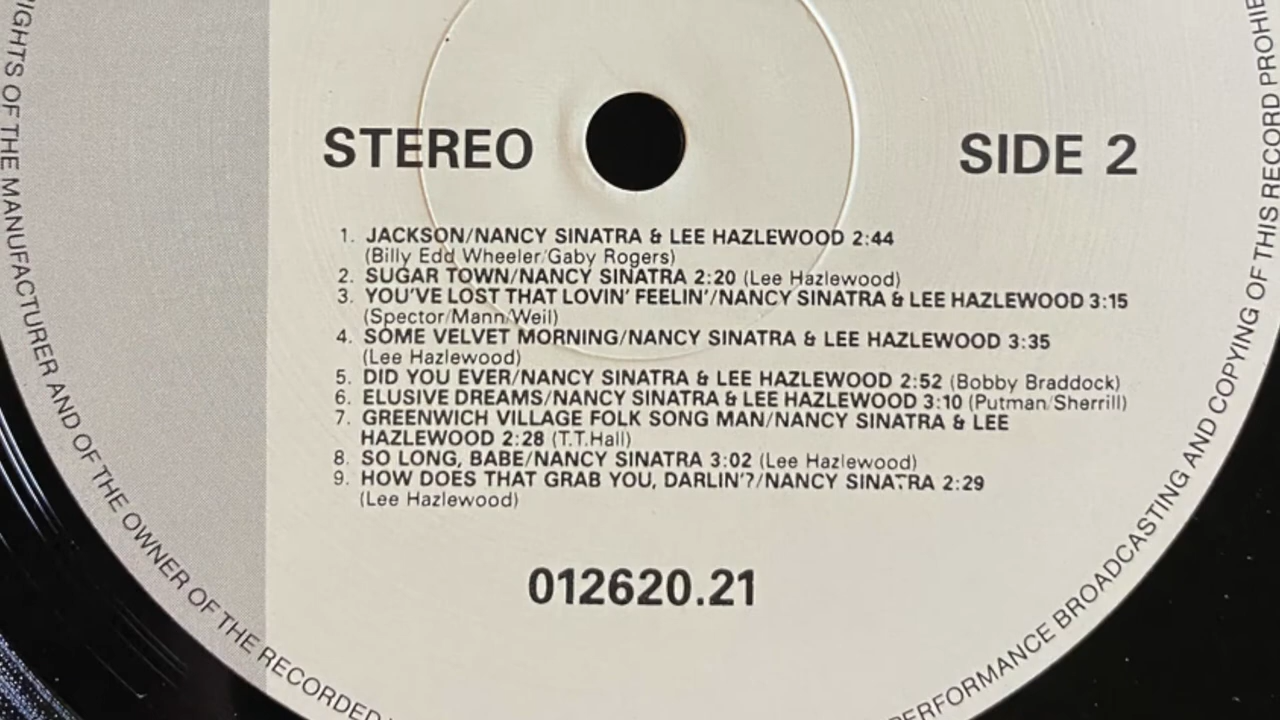 STEREO
SIDE 2
1. JACKSON/NANCY SINATRA & LEE HAZLEWOOD 2:44
(Billy Edd Wheeler/Gaby Rogers)
2. SUGAR TOWN/NANCY SINATRA 2:20 (Lee Hazlewood)
3. YOU'VE LOST THAT LOVIN' FEELIN'/NANCY SINATRA & LEE HAZLEWOOD 3:15
(Spector/Mann/Weil)
4. SOME VELVET MORNING/NANCY SINATRA & LEE HAZLEWOOD 3:35
(Lee Hazlewood)
5. DID YOU EVER/NANCY SINATRA & LEE HAZLEWOOD 2:52 (Bobby Braddock)
6. ELUSIVE DREAMS/NANCY SINATRA & LEE HAZLEWOOD 3:10 (Putman/Sherrill)
7. GREENWICH VILLAGE FOLK SONG MAN/NANCY SINATRA & LEE
HAZLEWOOD 2:28 (T.T.Hall)
8. SO LONG, BABE/NANCY SINATRA 3:02 (Lee Hazlewood)
9. HOW DOES THAT GRAB YOU, DARLIN'?/NANCY SINATRA 2:29
(Lee Hazlewood)
012620.21
OF THE MANUFACTURER AND OF THE OWNER OF THE RECORDED
PERFORMANCE BROADCASTING AND COPYING OF THIS RECORD